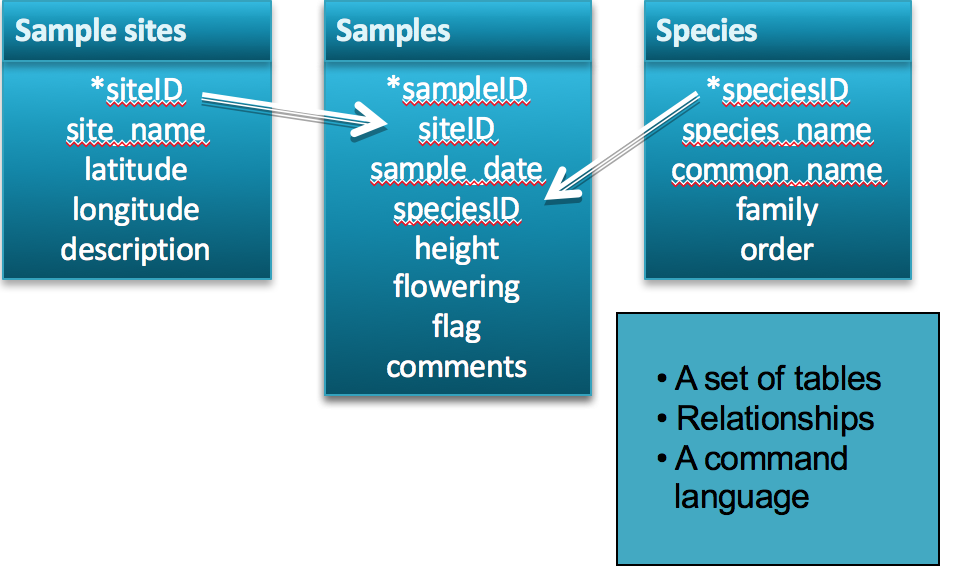 Sample sites
*siteID
site_name
latitude
longitude
description
Samples
*sampleID
siteID
sample_date
speciesID
height
flowering
flag
comments
Species
*speciesID
species_name
common_name
family
order
• A set of tables
• Relationships
• A command
language